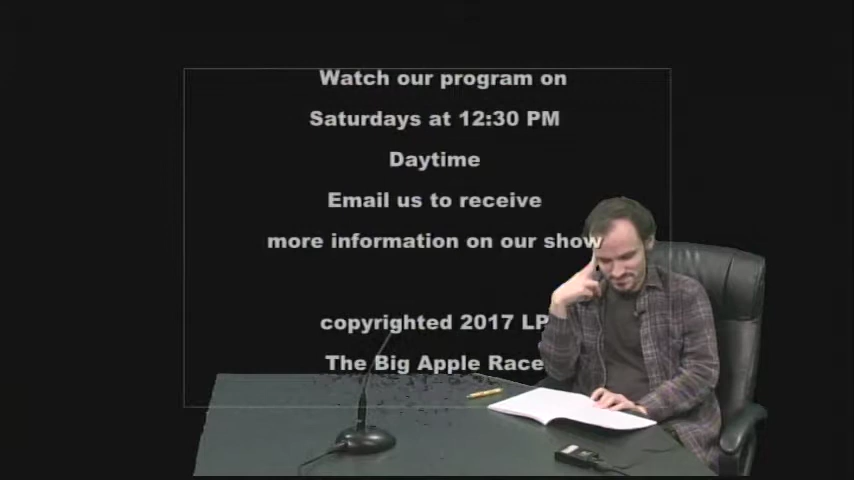 Watch our program on
Saturdays at 12:30 PM
Daytime
Email us to receive
more information on our show
copyrighted 2017 LP
The Big Apple Race